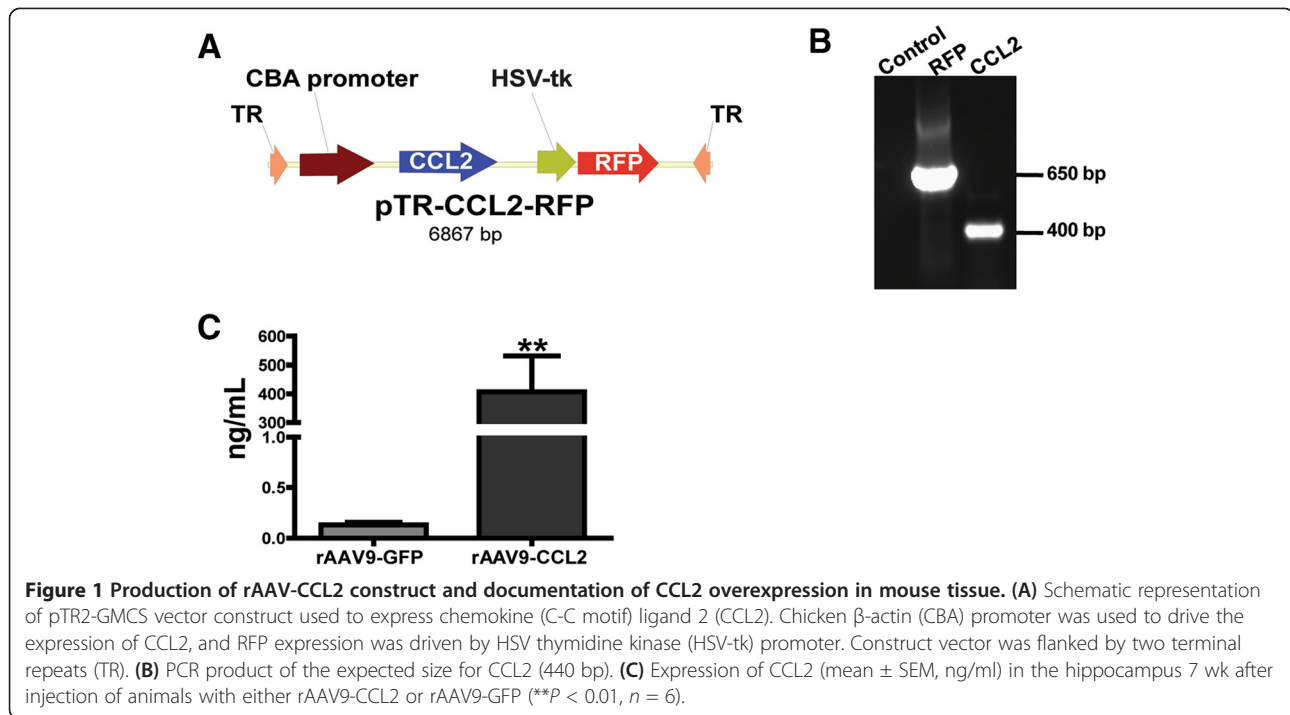 A
CBA promoter
HSV-tk
TR
TR
CCL2
RFP
pTR-CCL2-RFP
6867 bp
B
Control
RFP
CCL2
650 bp
400 bp
C
ng/mL
600
500
400
300
1.0
0.5
0.0
**
rAAV9-GFP
rAAV9-CCL2
Figure 1 Production of rAAV-CCL2 construct and documentation of CCL2 overexpression in mouse tissue. (A) Schematic representation
of pTR2-GMCS vector construct used to express chemokine (C-C motif) ligand 2 (CCL2). Chicken β-actin (CBA) promoter was used to drive the
expression of CCL2, and RFP expression was driven by HSV thymidine kinase (HSV-tk) promoter. Construct vector was flanked by two terminal
repeats (TR). (B) PCR product of the expected size for CCL2 (440 bp). (C) Expression of CCL2 (mean ± SEM, ng/ml) in the hippocampus 7 wk after
injection of animals with either rAAV9-CCL2 or rAAV9-GFP (**P < 0.01, n = 6).